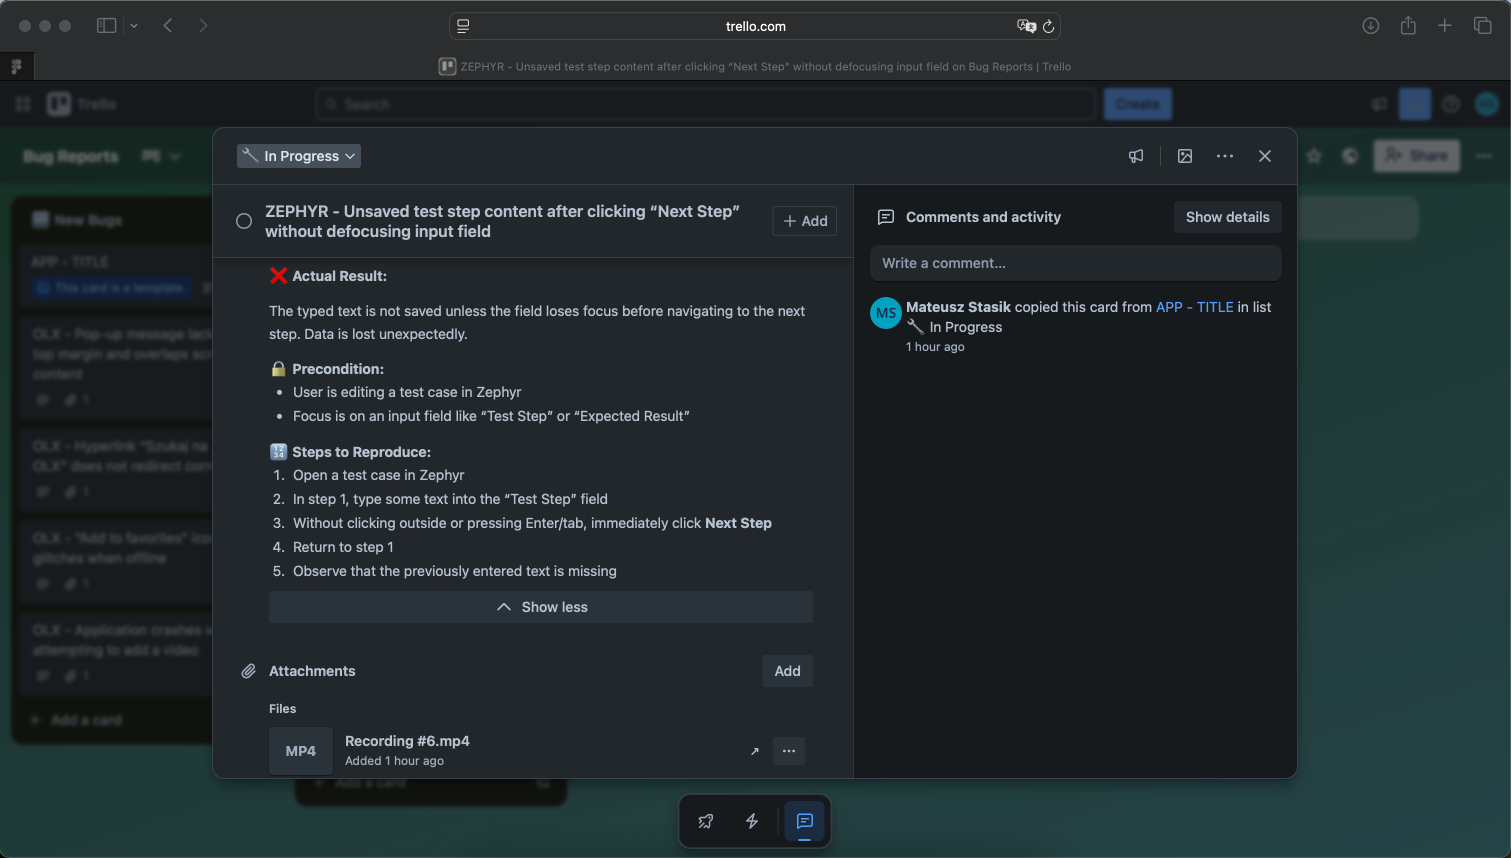 trello.com
ZEPHYR - Unsaved test step content after clicking “Next Step” without defocusing input field on Bug Reports | Trello
Trello
Search
Create
Bug Reports
Share
In Progress
New Bugs
APP - TITLE
This card is a template.
OLX - Pop-up message lack
top margin and overlaps scr
content
1
OLX - Hyperlink "Szukaj na
OLX" does not redirect corr
1
OLX - "Add to favorites" ico
glitches when offline
1
OLX - Application crashes w
attempting to add a video
1
+ Add a card
ZEPHYR - Unsaved test step content after clicking “Next Step”
without defocusing input field
+ Add
❌ Actual Result:
The typed text is not saved unless the field loses focus before navigating to the next
step. Data is lost unexpectedly.
🔒 Precondition:
• User is editing a test case in Zephyr
• Focus is on an input field like “Test Step” or “Expected Result”
🔢 Steps to Reproduce:
1. Open a test case in Zephyr
2. In step 1, type some text into the “Test Step” field
3. Without clicking outside or pressing Enter/tab, immediately click Next Step
4. Return to step 1
5. Observe that the previously entered text is missing
Show less
Attachments
Add
Files
MP4
Recording #6.mp4
Added 1 hour ago
+ Add a card
Comments and activity
Show details
Write a comment...
MS
Mateusz Stasik copied this card from APP - TITLE in list
🔧 In Progress
1 hour ago